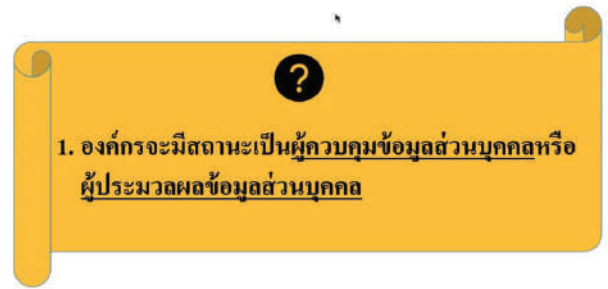 ?
1. องค์กรจะมีสถานะเป็นผู้ควบคุมข้อมูลส่วนบุคคลหรือ
ผู้ประมวลผลข้อมูลส่วนบุคคล